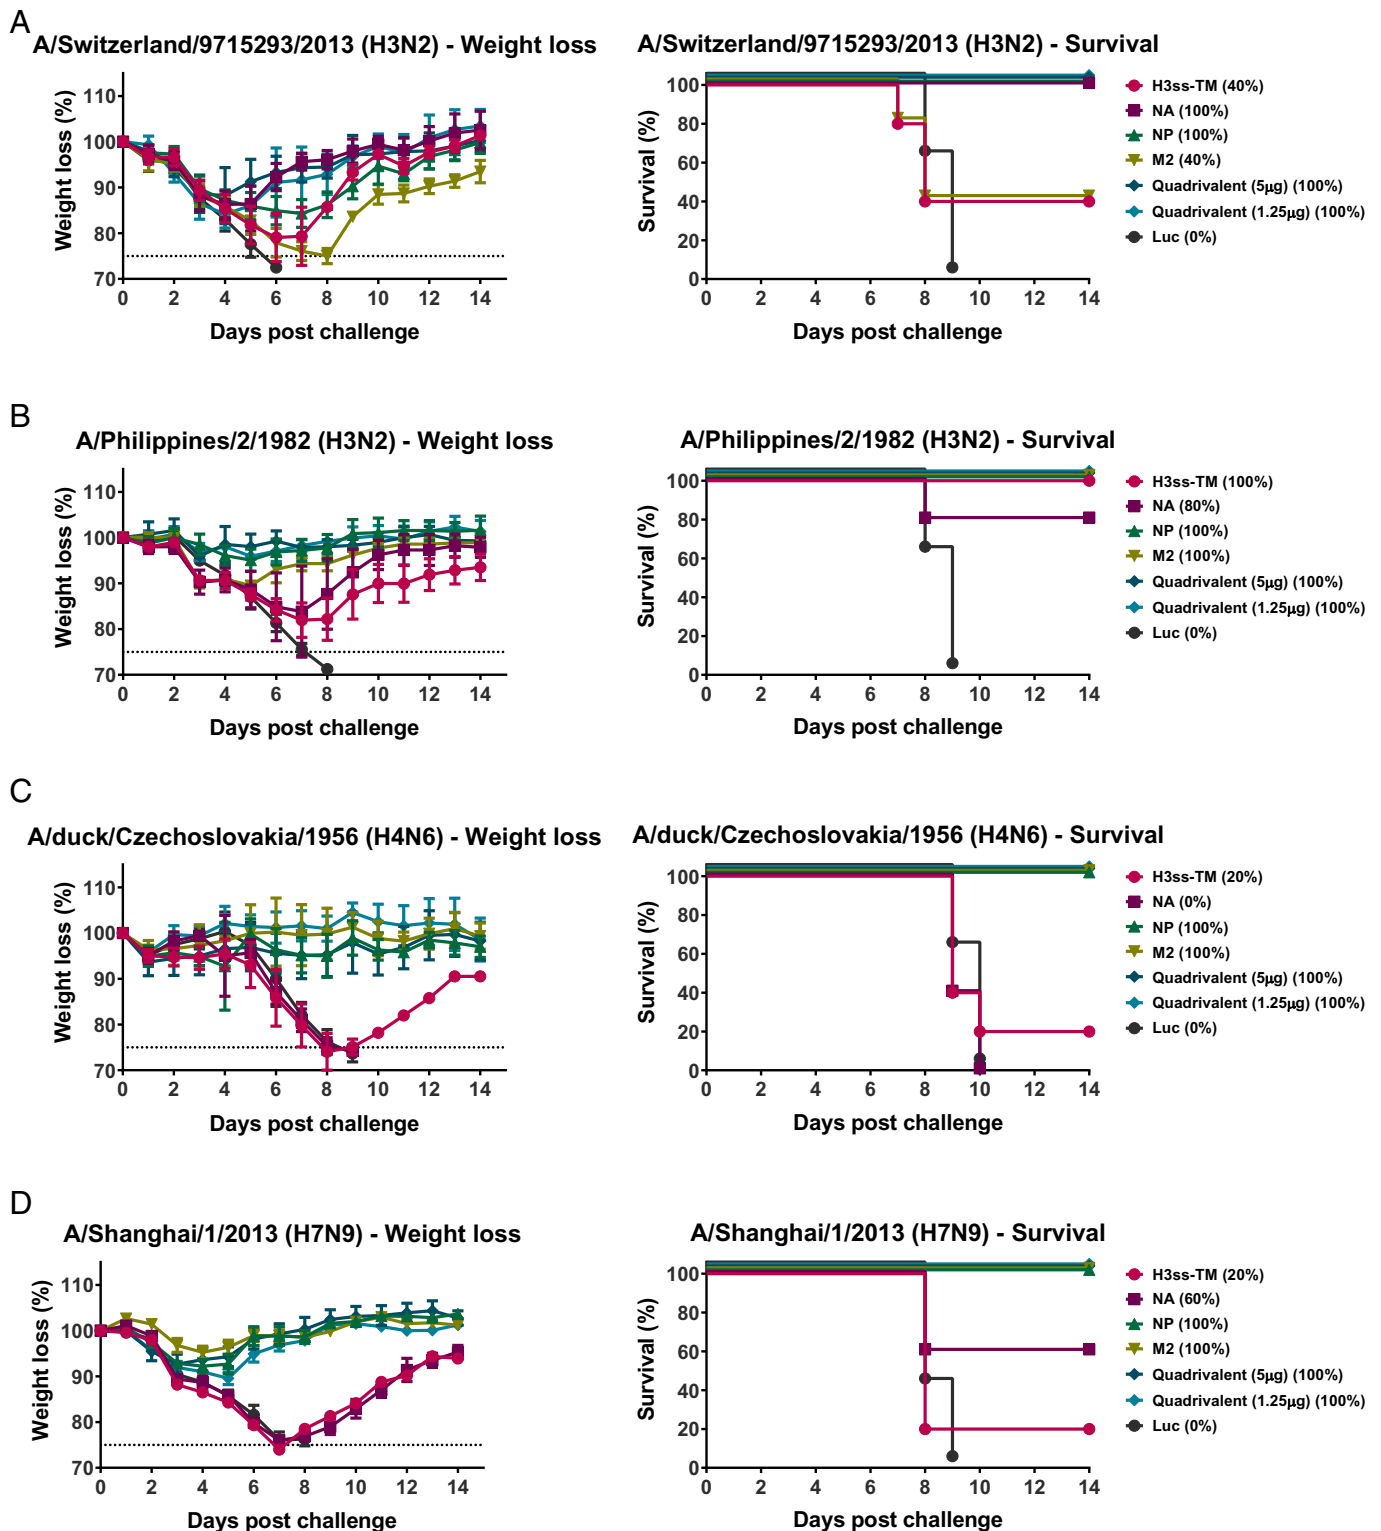 A
A/Switzerland/9715293/2013 (H3N2) - Weight loss
Weight loss (%)
110
100
90
80
70
0 2 4 6 8 10 12 14
Days post challenge
A/Switzerland/9715293/2013 (H3N2) - Survival
Survival (%)
100
80
60
40
20
0
0 2 4 6 8 10 12 14
Days post challenge
H3ss-TM (40%)
NA (100%)
NP (100%)
M2 (40%)
Quadrivalent (5µg) (100%)
Quadrivalent (1.25µg) (100%)
Luc (0%)
B
A/Philippines/2/1982 (H3N2) - Weight loss
Weight loss (%)
110
100
90
80
70
0 2 4 6 8 10 12 14
Days post challenge
A/Philippines/2/1982 (H3N2) - Survival
Survival (%)
100
80
60
40
20
0
0 2 4 6 8 10 12 14
Days post challenge
H3ss-TM (100%)
NA (80%)
NP (100%)
M2 (100%)
Quadrivalent (5µg) (100%)
Quadrivalent (1.25µg) (100%)
Luc (0%)
C
A/duck/Czechoslovakia/1956 (H4N6) - Weight loss
Weight loss (%)
110
100
90
80
70
0 2 4 6 8 10 12 14
Days post challenge
A/duck/Czechoslovakia/1956 (H4N6) - Survival
Survival (%)
100
80
60
40
20
0
0 2 4 6 8 10 12 14
Days post challenge
H3ss-TM (20%)
NA (0%)
NP (100%)
M2 (100%)
Quadrivalent (5µg) (100%)
Quadrivalent (1.25µg) (100%)
Luc (0%)
D
A/Shanghai/1/2013 (H7N9) - Weight loss
Weight loss (%)
110
100
90
80
70
0 2 4 6 8 10 12 14
Days post challenge
A/Shanghai/1/2013 (H7N9) - Survival
Survival (%)
100
80
60
40
20
0
0 2 4 6 8 10 12 14
Days post challenge
H3ss-TM (20%)
NA (60%)
NP (100%)
M2 (100%)
Quadrivalent (5µg) (100%)
Quadrivalent (1.25µg) (100%)
Luc (0%)